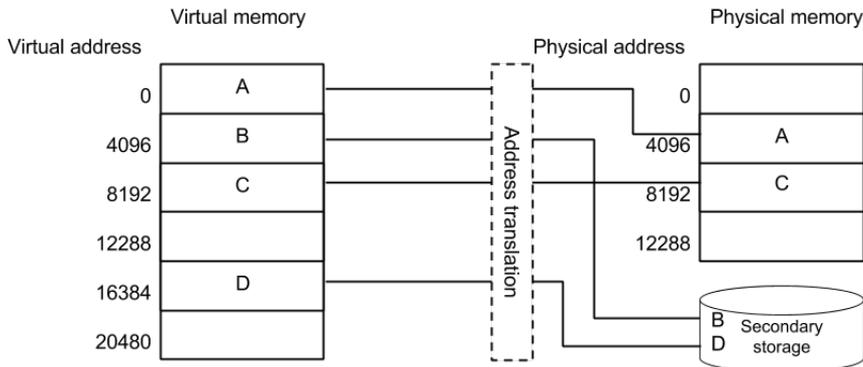 Virtual memory
Physical memory
Virtual address
Physical address
0
A
4096
B
8192
C
12288
16384
D
20480
Address translation
0
4096
A
8192
C
12288
B
D
Secondary
storage